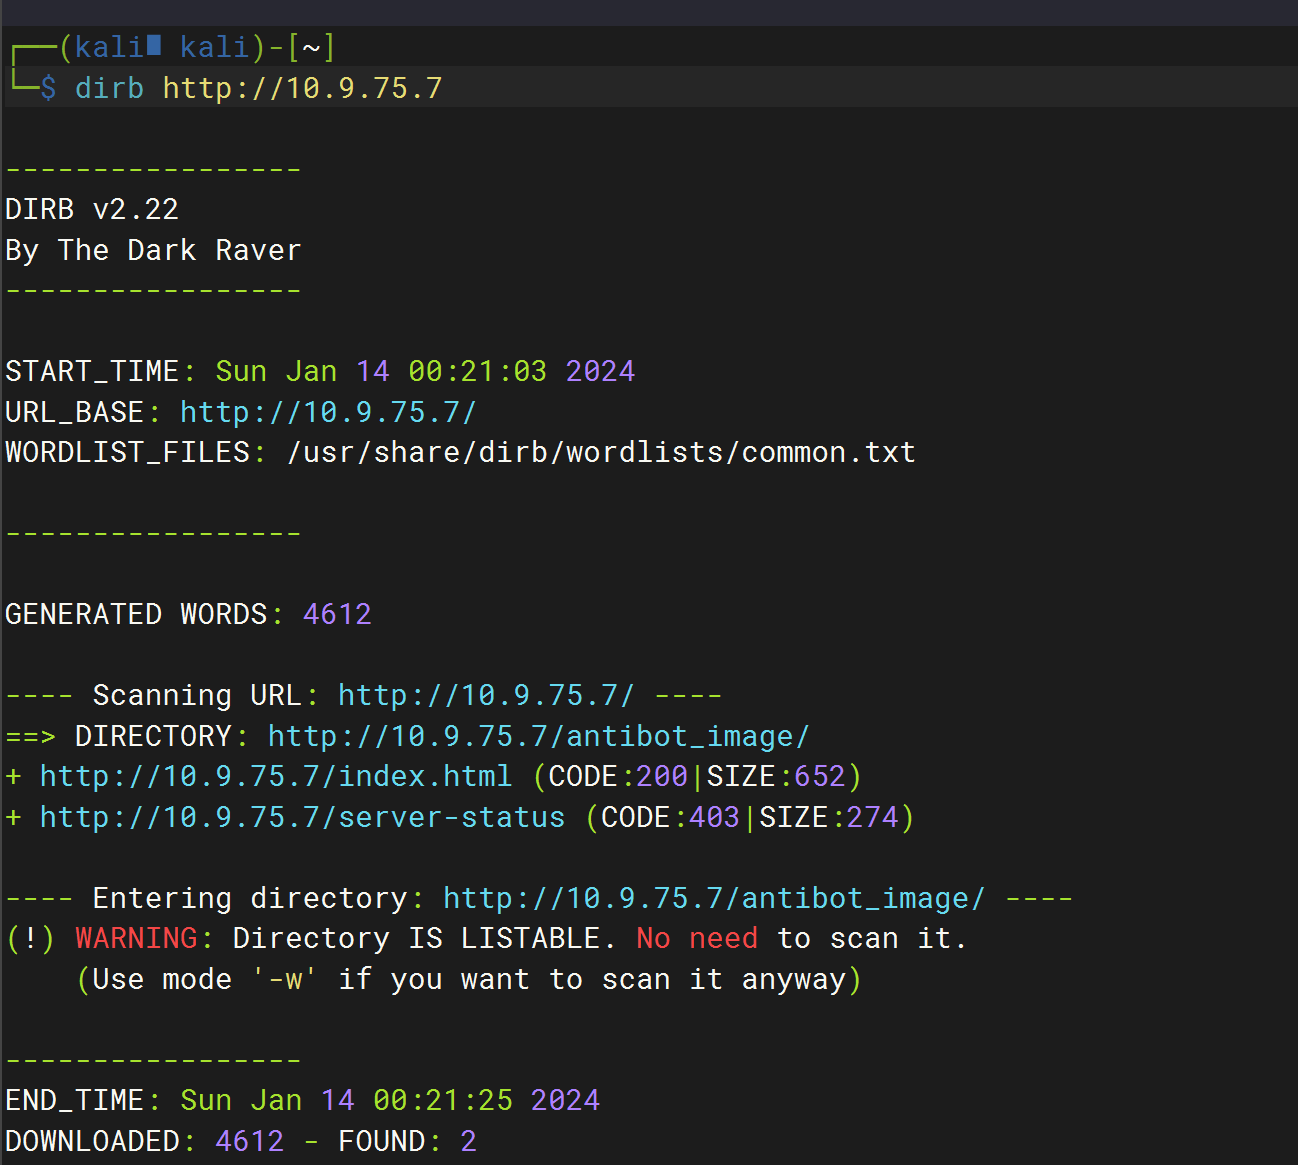 ┌──(kali∎ kali)-[~]
└─$ dirb http://10.9.75.7
-----------------
DIRB v2.22
By The Dark Raver
-----------------
START_TIME: Sun Jan 14 00:21:03 2024
URL_BASE: http://10.9.75.7/
WORDLIST_FILES: /usr/share/dirb/wordlists/common.txt
-----------------
GENERATED WORDS: 4612
---- Scanning URL: http://10.9.75.7/ ----
==> DIRECTORY: http://10.9.75.7/antibot_image/
+ http://10.9.75.7/index.html (CODE:200|SIZE:652)
+ http://10.9.75.7/server-status (CODE:403|SIZE:274)
---- Entering directory: http://10.9.75.7/antibot_image/ ----
(!) WARNING: Directory IS LISTABLE. No need to scan it.
    (Use mode '-w' if you want to scan it anyway)
-----------------
END_TIME: Sun Jan 14 00:21:25 2024
DOWNLOADED: 4612 - FOUND: 2